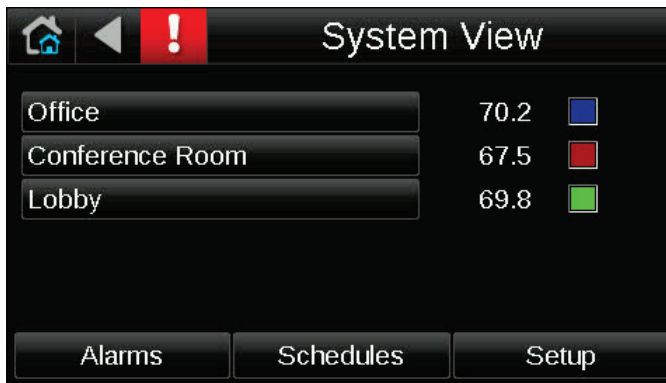 ! System View
Office 70.2
Conference Room 67.5
Lobby 69.8
Alarms Schedules Setup